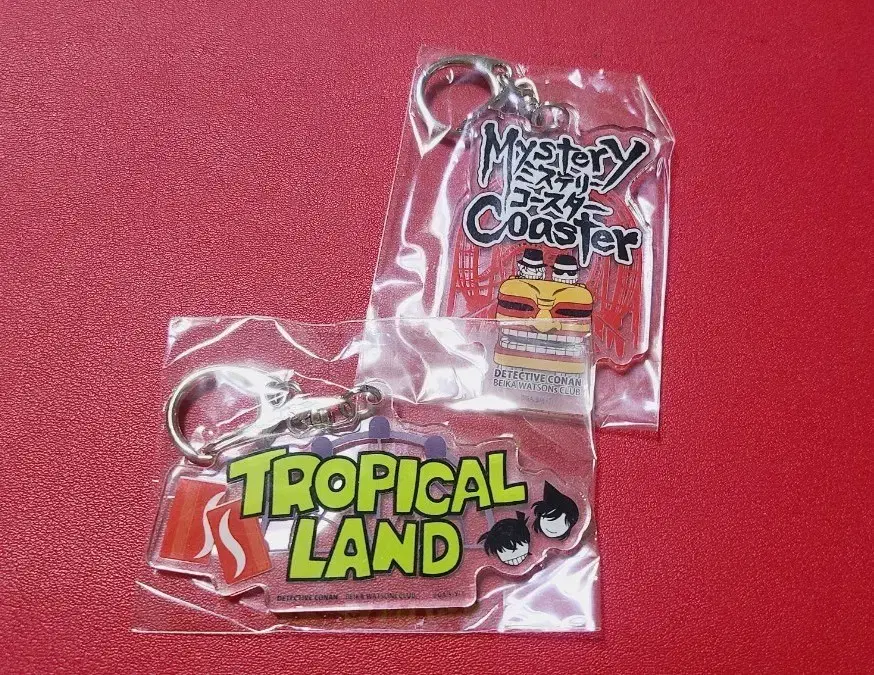 Mystery
ミステリー
コースター
Coaster
DETECTIVE CONAN
BEIKA WATSONs CLUB
TROPICAL
LAND
DETECTIVE CONAN BEIKA WATSONs CLUB